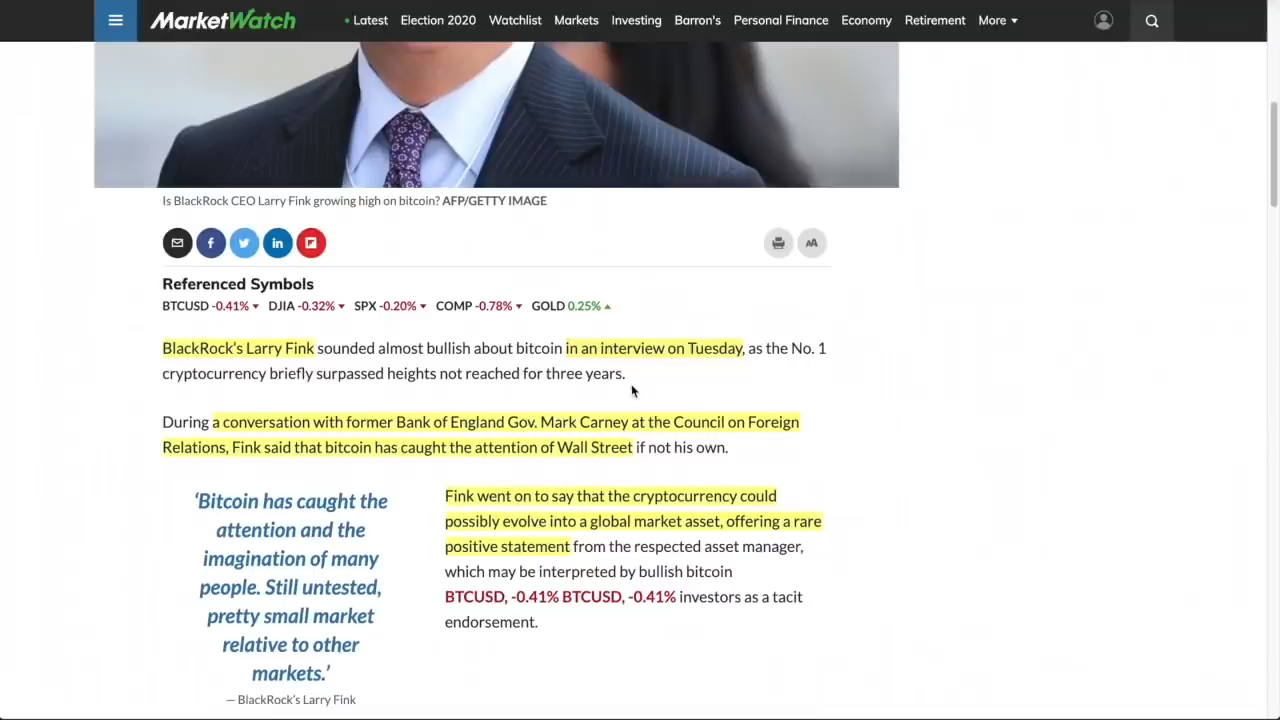 MarketWatch
• Latest Election 2020 Watchlist Markets Investing Barron's Personal Finance Economy Retirement More
Is BlackRock CEO Larry Fink growing high on bitcoin? AFP/GETTY IMAGE
f in AA
Referenced Symbols
BTCUSD -0.41% DJIA -0.32% SPX -0.20% COMP -0.78% GOLD 0.25%
BlackRock's Larry Fink sounded almost bullish about bitcoin in an interview on Tuesday, as the No. 1
cryptocurrency briefly surpassed heights not reached for three years.
During a conversation with former Bank of England Gov. Mark Carney at the Council on Foreign
Relations, Fink said that bitcoin has caught the attention of Wall Street if not his own.
'Bitcoin has caught the
attention and the
imagination of many
people. Still untested,
pretty small market
relative to other
markets.'
— BlackRock's Larry Fink
Fink went on to say that the cryptocurrency could
possibly evolve into a global market asset, offering a rare
positive statement from the respected asset manager,
which may be interpreted by bullish bitcoin
BTCUSD, -0.41% BTCUSD, -0.41% investors as a tacit
endorsement.